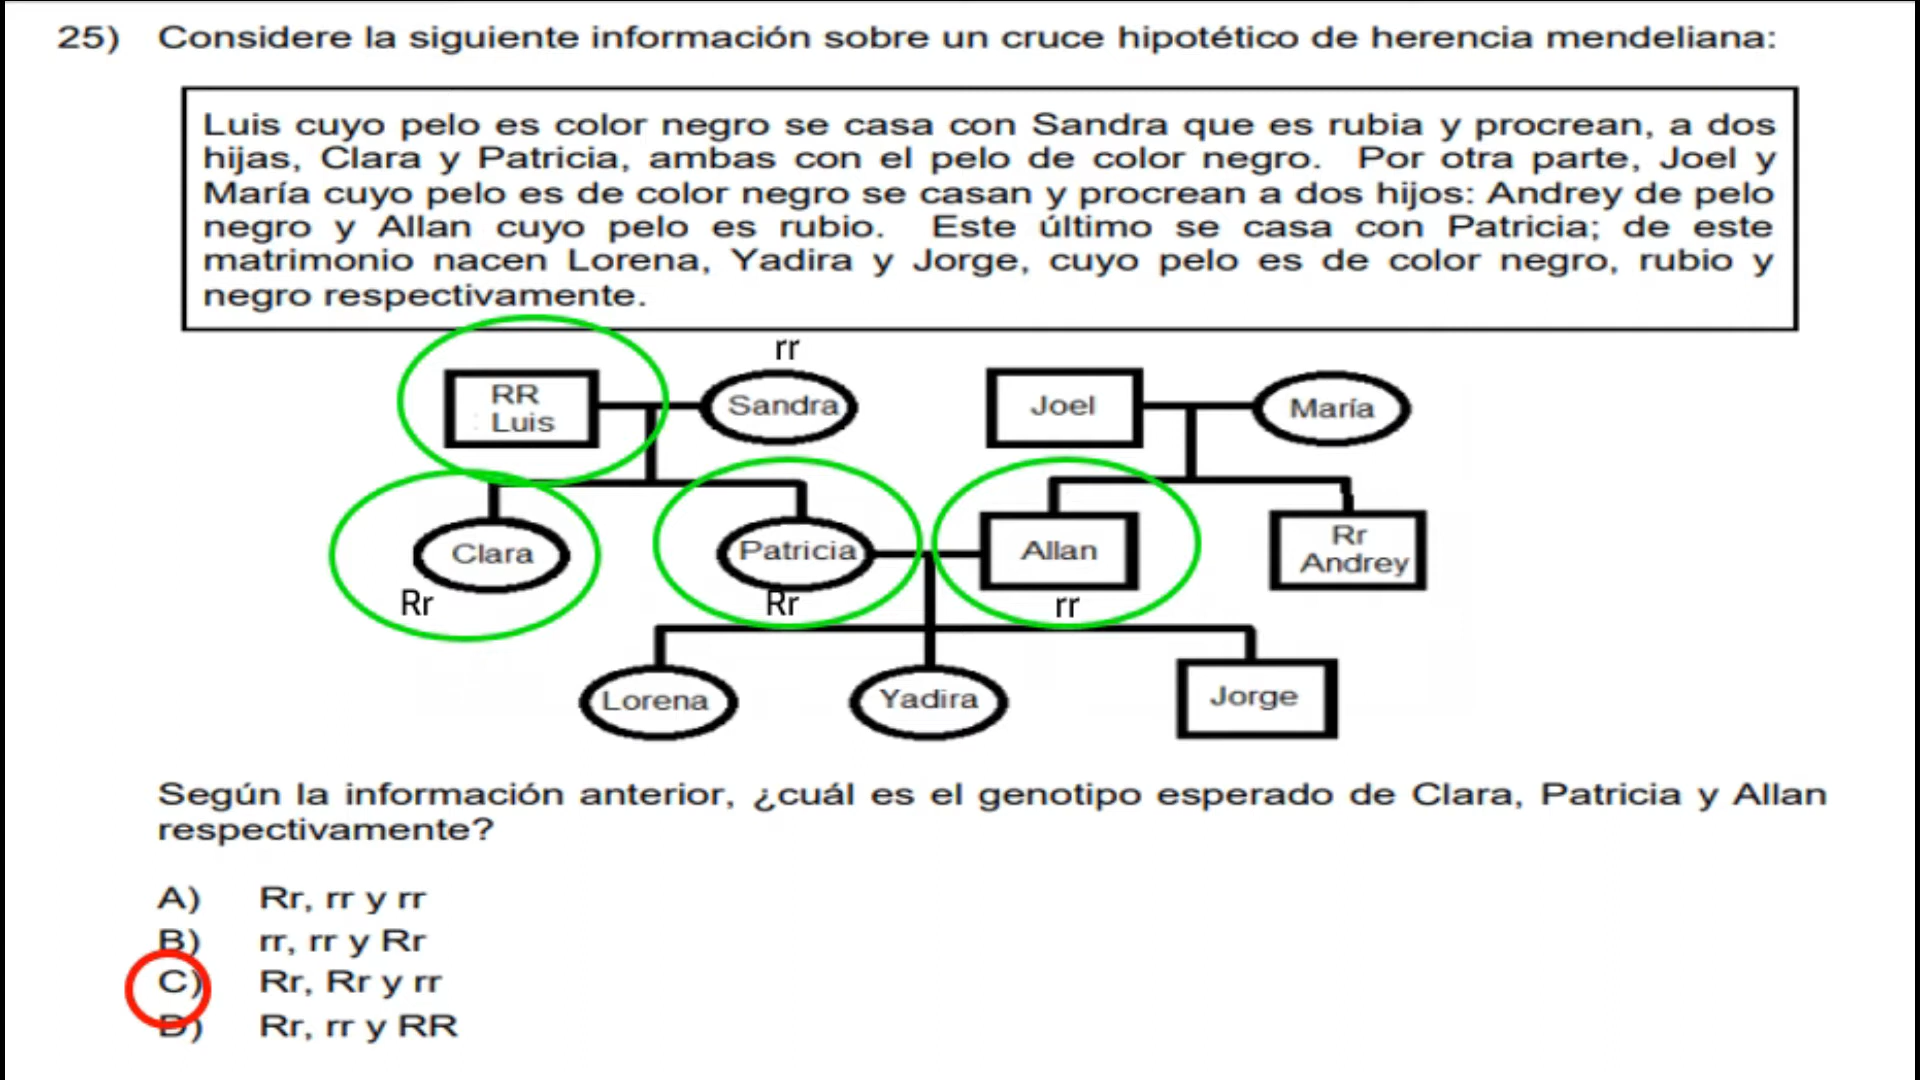 25) Considere la siguiente información sobre un cruce hipotético de herencia mendeliana:
Luis cuyo pelo es color negro se casa con Sandra que es rubia y procrean, a dos
hijas, Clara y Patricia, ambas con el pelo de color negro. Por otra parte, Joel y
María cuyo pelo es de color negro se casan y procrean a dos hijos: Andrey de pelo
negro y Allan cuyo pelo es rubio. Este último se casa con Patricia; de este
matrimonio nacen Lorena, Yadira y Jorge, cuyo pelo es de color negro, rubio y
negro respectivamente.
rr
RR
Luis
Sandra
Joel
María
Clara
Patricia
Allan
Rr
Andrey
Rr
Rr
rr
Lorena
Yadira
Jorge
Según la información anterior, ¿cuál es el genotipo esperado de Clara, Patricia y Allan
respectivamente?
A) Rr, rr y rr
B) rr, rr y Rr
C) Rr, Rr y rr
D) Rr, rr y RR